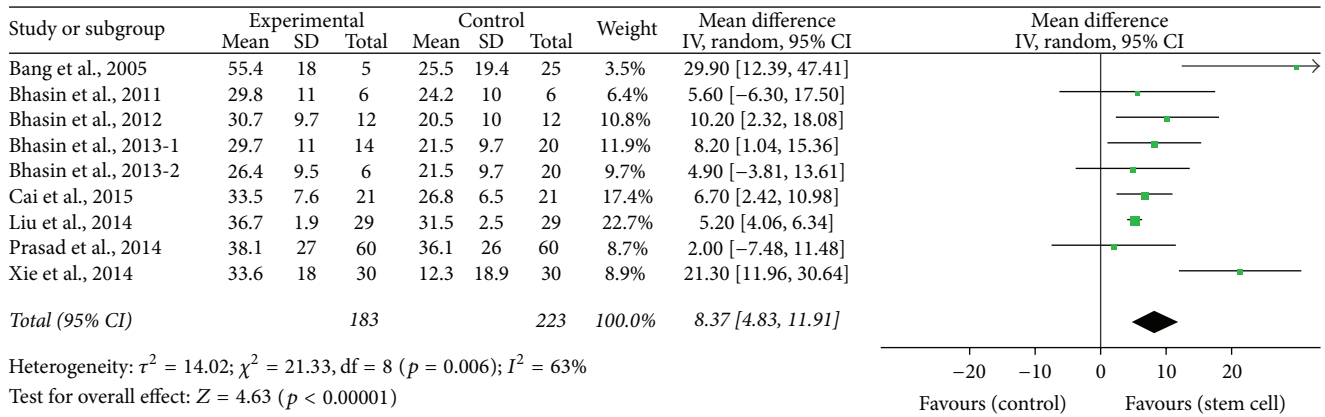 Study or subgroup Experimental Control Weight Mean difference Mean difference
Mean SD Total Mean SD Total IV, random, 95% CI IV, random, 95% CI
Bang et al., 2005 55.4 18 5 25.5 19.4 25 3.5% 29.90 [12.39, 47.41]
Bhasin et al., 2011 29.8 11 6 24.2 10 6 6.4% 5.60 [−6.30, 17.50]
Bhasin et al., 2012 30.7 9.7 12 20.5 10 12 10.8% 10.20 [2.32, 18.08]
Bhasin et al., 2013-1 29.7 11 14 21.5 9.7 20 11.9% 8.20 [1.04, 15.36]
Bhasin et al., 2013-2 26.4 9.5 6 21.5 9.7 20 9.7% 4.90 [−3.81, 13.61]
Cai et al., 2015 33.5 7.6 21 26.8 6.5 21 17.4% 6.70 [2.42, 10.98]
Liu et al., 2014 36.7 1.9 29 31.5 2.5 29 22.7% 5.20 [4.06, 6.34]
Prasad et al., 2014 38.1 27 60 36.1 26 60 8.7% 2.00 [−7.48, 11.48]
Xie et al., 2014 33.6 18 30 12.3 18.9 30 8.9% 21.30 [11.96, 30.64]
Total (95% CI) 183 223 100.0% 8.37 [4.83, 11.91]
Heterogeneity: τ² = 14.02; χ² = 21.33, df = 8 (p = 0.006); I² = 63%
Test for overall effect: Z = 4.63 (p < 0.00001)
−20 −10 0 10 20
Favours (control) Favours (stem cell)